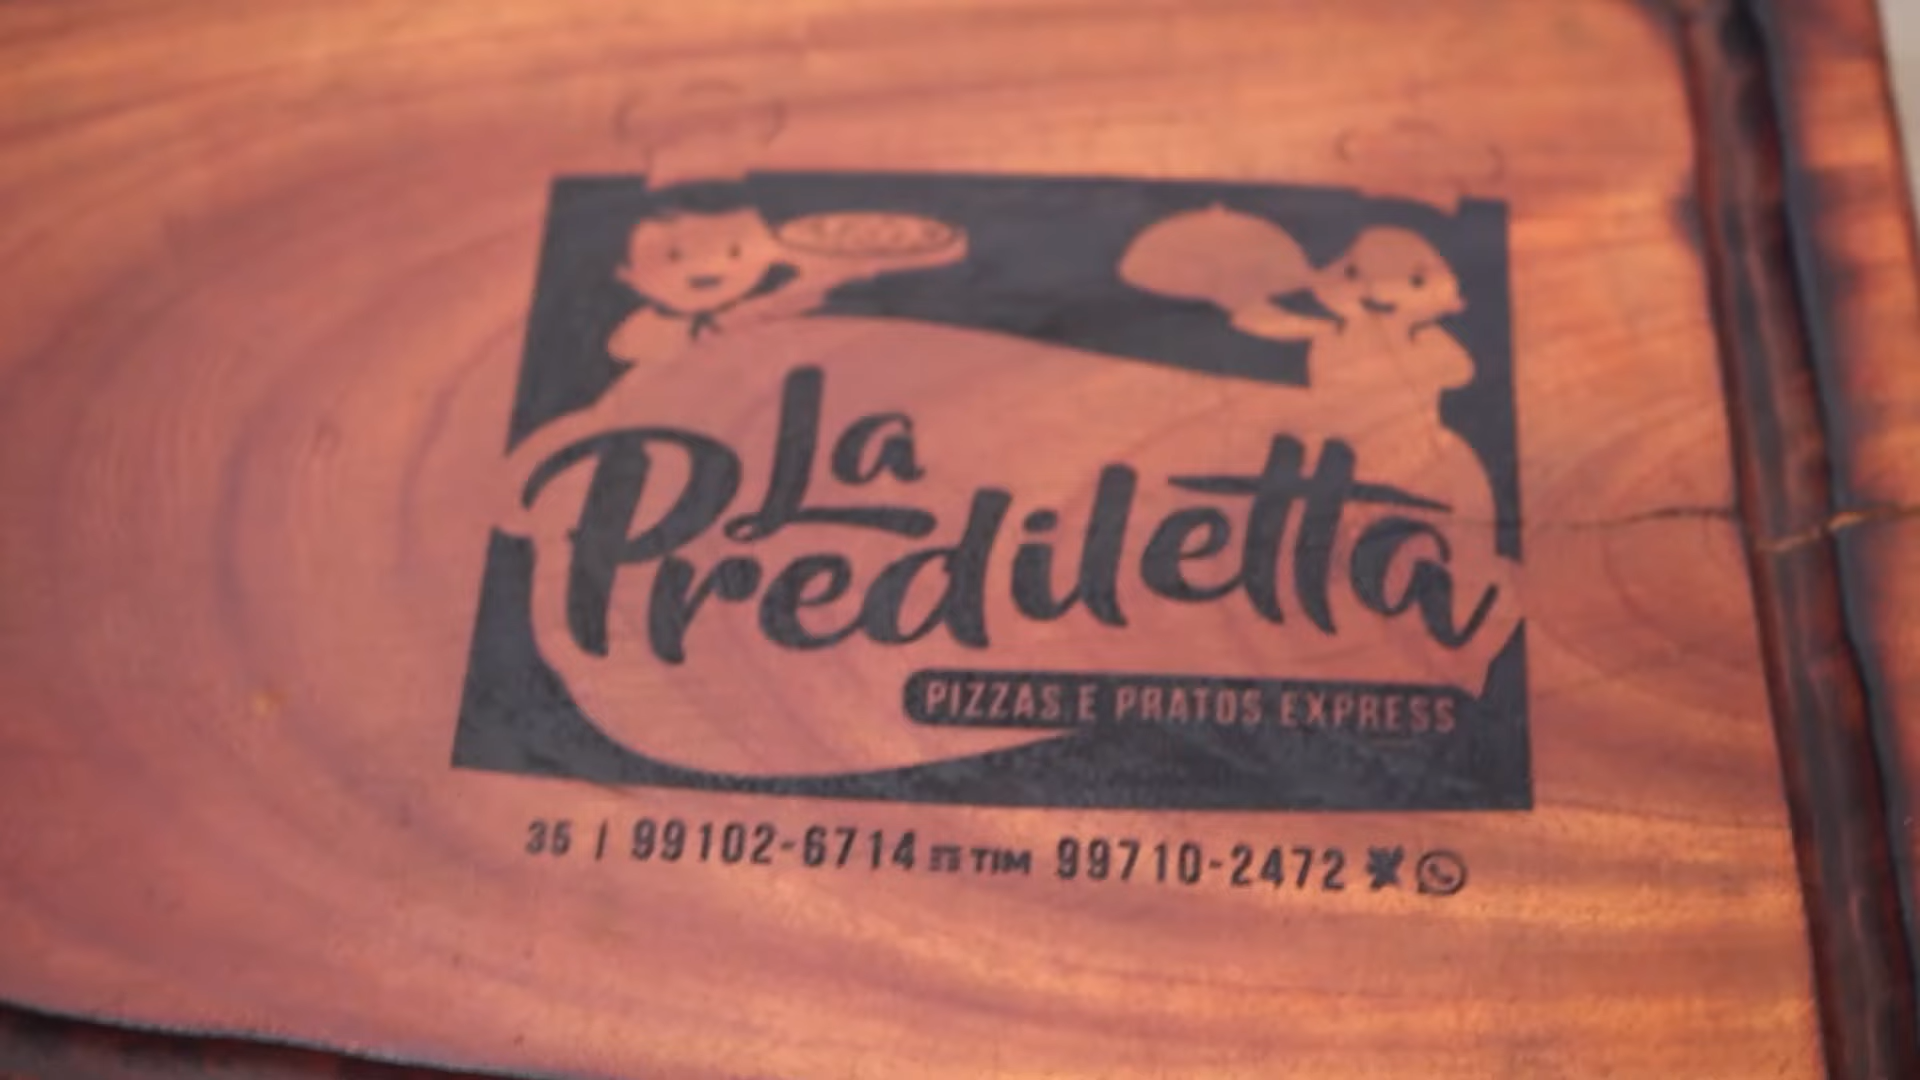 La
Prediletta
PIZZAS E PRATOS EXPRESS
35 | 99102-6714 TIM 99710-2472